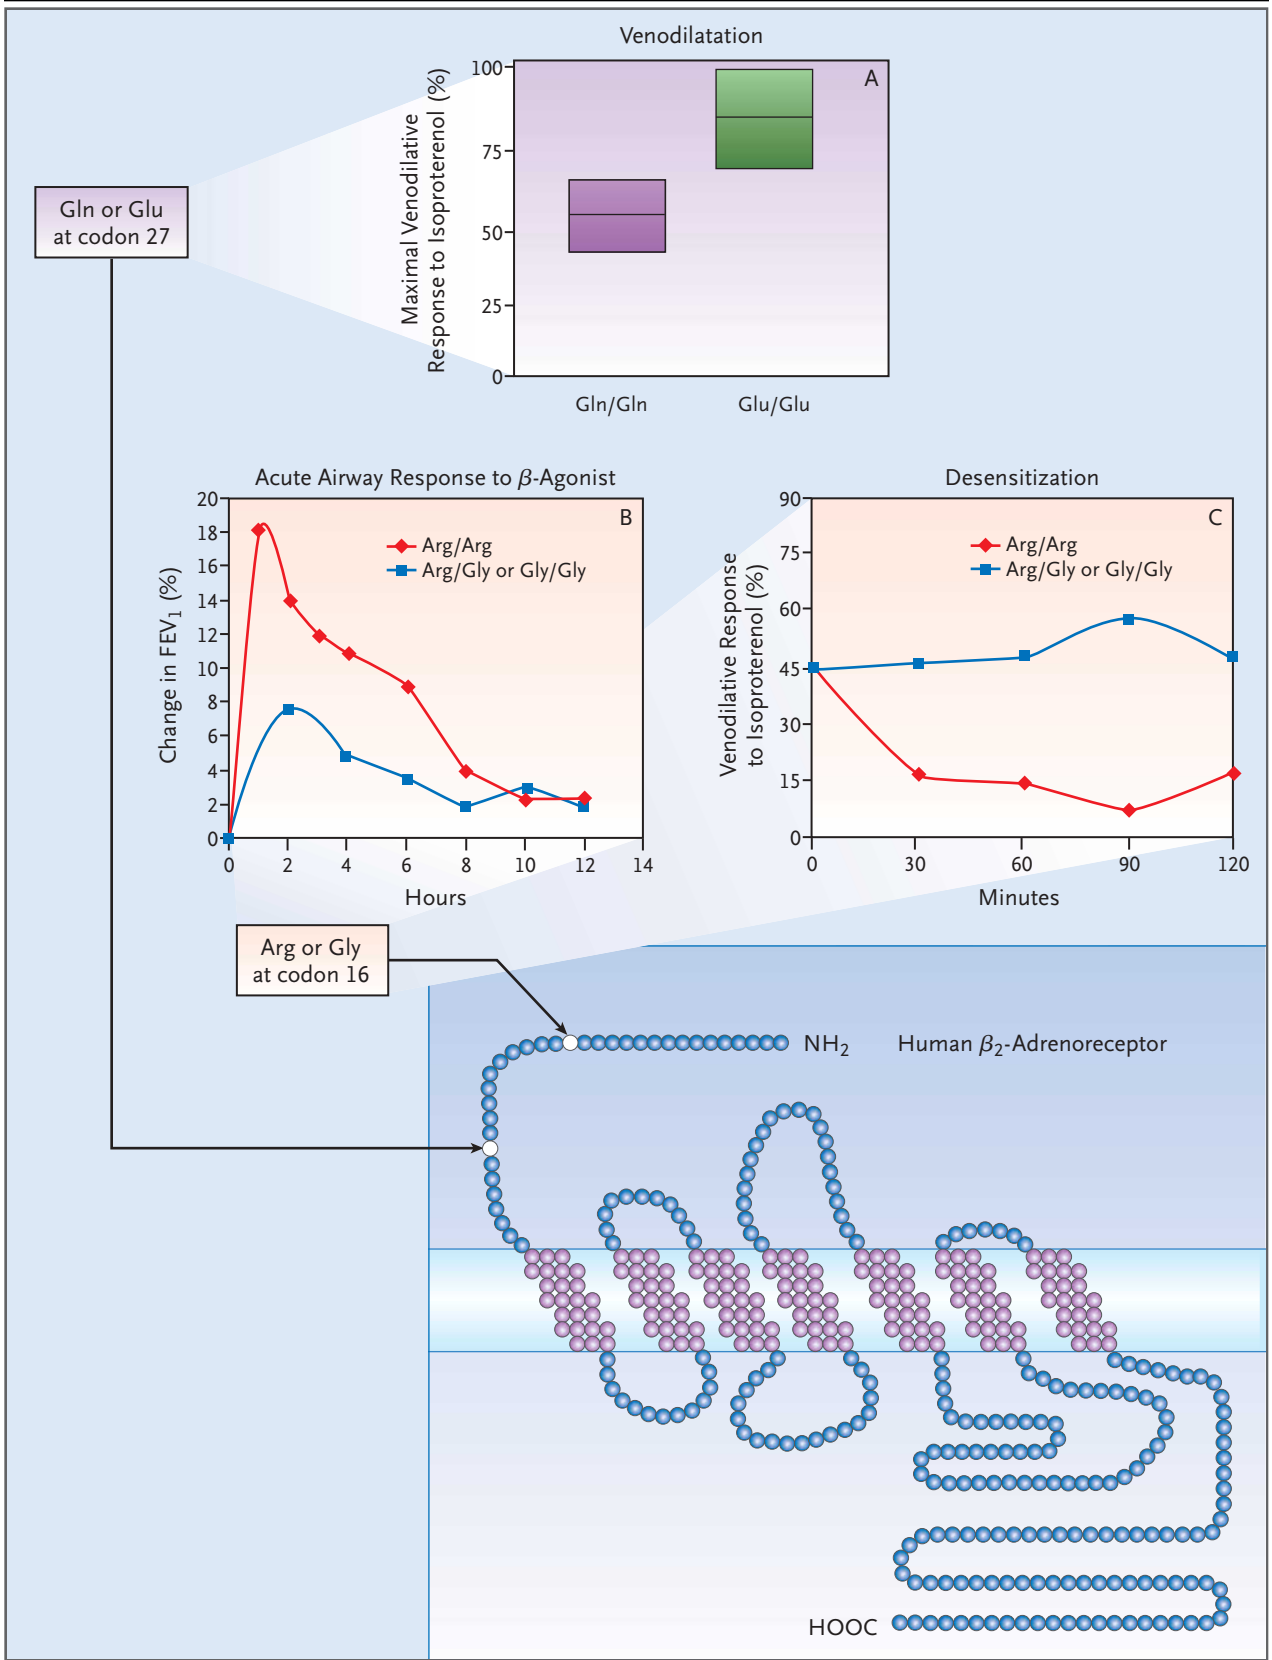 Venodilatation
A
Maximal Venodilative
Response to Isoproterenol (%)
100
75
50
25
0
Gln/Gln
Glu/Glu
Gln or Glu
at codon 27
Acute Airway Response to β-Agonist
B
Change in FEV1 (%)
20
18
16
14
12
10
8
6
4
2
0
Arg/Arg
Arg/Gly or Gly/Gly
0 2 4 6 8 10 12 14
Hours
Desensitization
C
Venodilative Response
to Isoproterenol (%)
90
75
60
45
30
15
0
Arg/Arg
Arg/Gly or Gly/Gly
0 30 60 90 120
Minutes
Arg or Gly
at codon 16
NH2
Human β2-Adrenoreceptor
HOOC